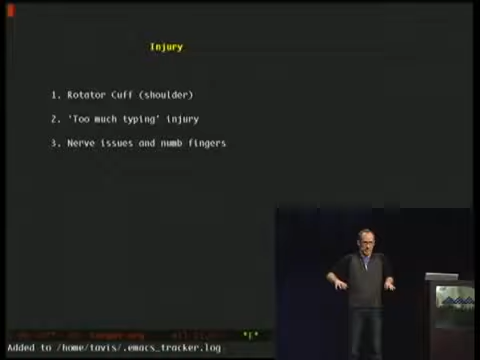 Injury
1. Rotator Cuff (shoulder)
2. 'Too much typing' injury
3. Nerve issues and numb fingers
Added to /home/tavis/.emacs_tracker.log